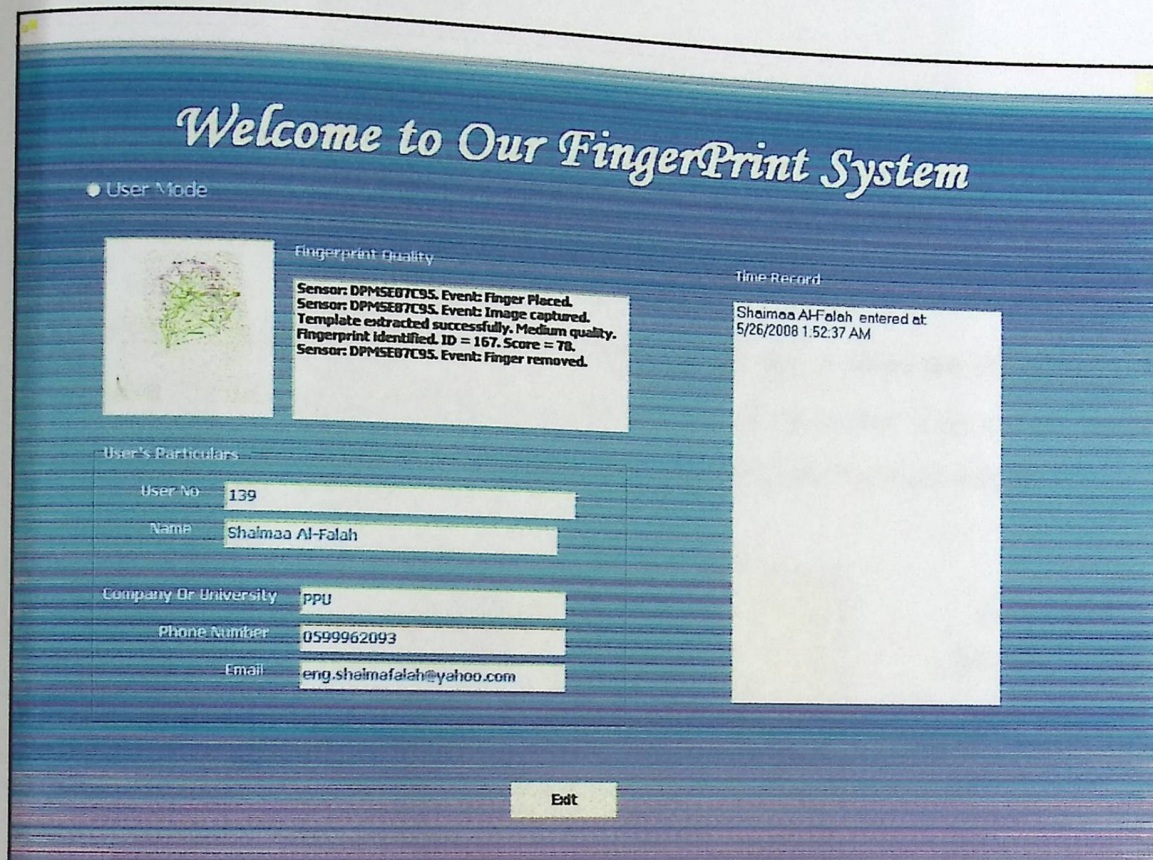 Welcome to Our FingerPrint System
User Mode
Fingerprint Quality
Sensor: DPMSE87C95. Event: Finger Placed.
Sensor: DPMSE87C95. Event: Image captured.
Template extracted successfully. Medium quality.
Fingerprint identified. ID = 167. Score = 78.
Sensor: DPMSE87C95. Event: Finger removed.
Time Record
Shaimaa Al-Falah entered at:
5/26/2008 1:52:37 AM
User's Particulars
User No 139
Name Shaimaa Al-Falah
Company Or University PPU
Phone Number 0599962093
Email eng.shaimafalah@yahoo.com
Exit